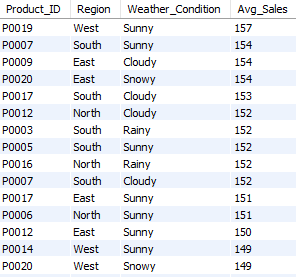 Product_ID Region Weather_Condition Avg_Sales
P0019 West Sunny 157
P0007 South Sunny 154
P0009 East Cloudy 154
P0020 East Snowy 154
P0017 South Cloudy 153
P0012 North Cloudy 152
P0003 South Rainy 152
P0005 South Sunny 152
P0016 North Rainy 152
P0007 South Cloudy 152
P0017 East Sunny 151
P0006 North Sunny 151
P0012 East Sunny 150
P0014 West Sunny 149
P0020 West Snowy 149